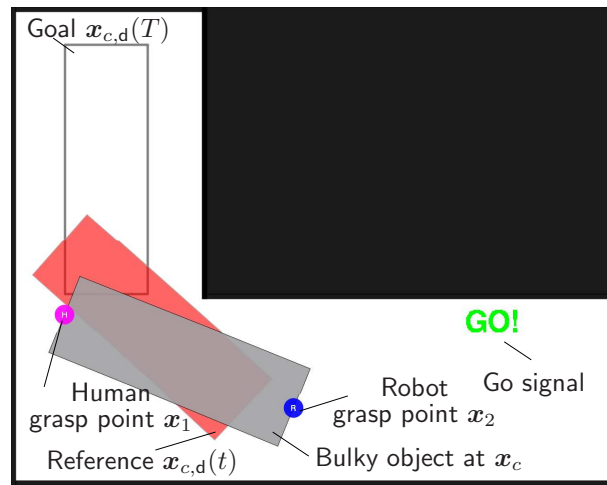 Goal x_{c,d}(T)
H
GO!
Go signal
Human
grasp point x_1
R
Robot
grasp point x_2
Reference x_{c,d}(t)
Bulky object at x_c